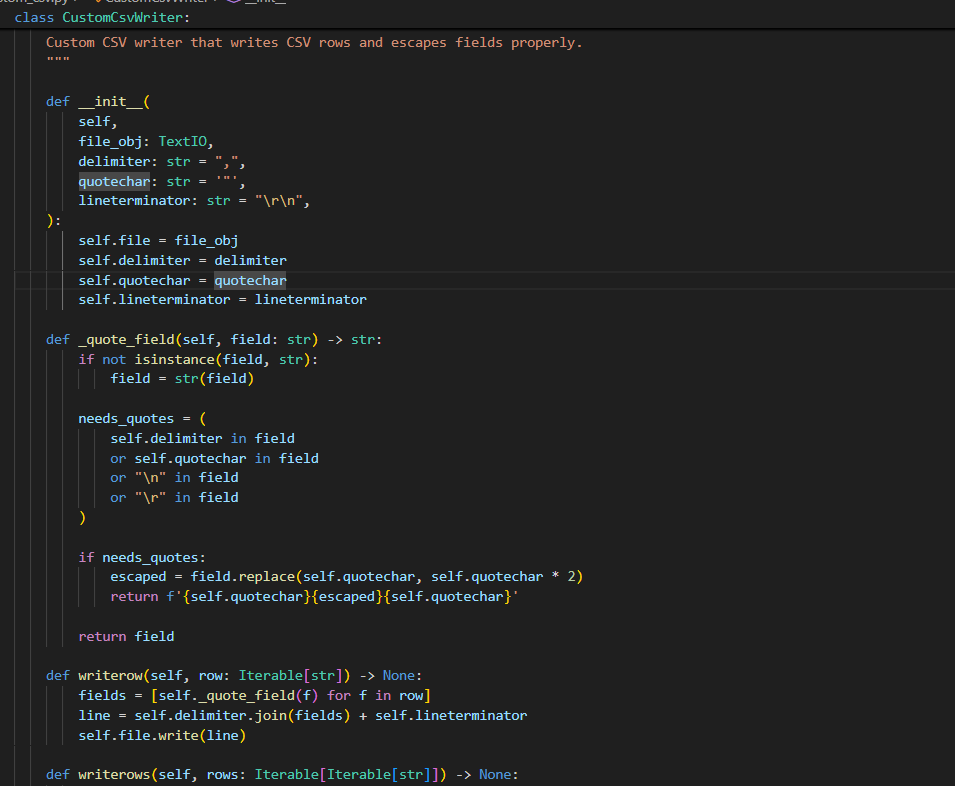 class CustomCsvWriter:
    Custom CSV writer that writes CSV rows and escapes fields properly.
    """

    def __init__(
        self,
        file_obj: TextIO,
        delimiter: str = ",",
        quotechar: str = '"',
        lineterminator: str = "\r\n",
    ):
        self.file = file_obj
        self.delimiter = delimiter
        self.quotechar = quotechar
        self.lineterminator = lineterminator

    def _quote_field(self, field: str) -> str:
        if not isinstance(field, str):
            field = str(field)

        needs_quotes = (
            self.delimiter in field
            or self.quotechar in field
            or "\n" in field
            or "\r" in field
        )

        if needs_quotes:
            escaped = field.replace(self.quotechar, self.quotechar * 2)
            return f'{self.quotechar}{escaped}{self.quotechar}'

        return field

    def writerow(self, row: Iterable[str]) -> None:
        fields = [self._quote_field(f) for f in row]
        line = self.delimiter.join(fields) + self.lineterminator
        self.file.write(line)

    def writerows(self, rows: Iterable[Iterable[str]]) -> None: